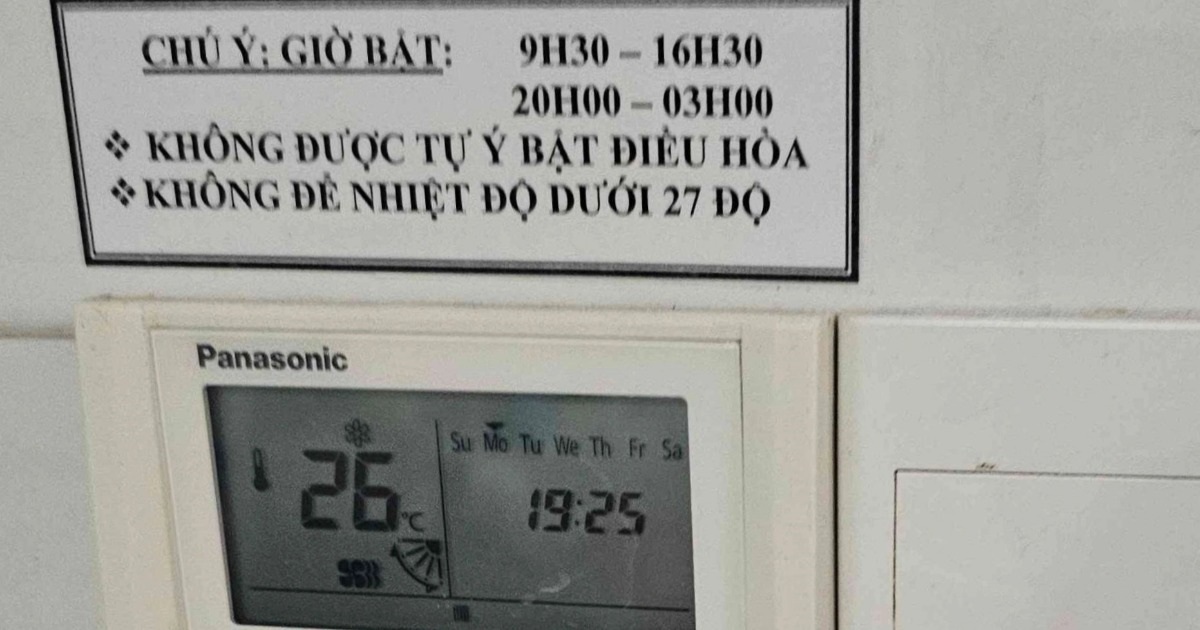 CHÚ Ý: GIỜ BẬT: 9H30 – 16H30
20H00 – 03H00
❖ KHÔNG ĐƯỢC TỰ Ý BẬT ĐIỀU HÒA
❖ KHÔNG ĐỂ NHIỆT ĐỘ DƯỚI 27 ĐỘ
Panasonic
Su Mo Tu We Th Fr Sa
26°C 19:25